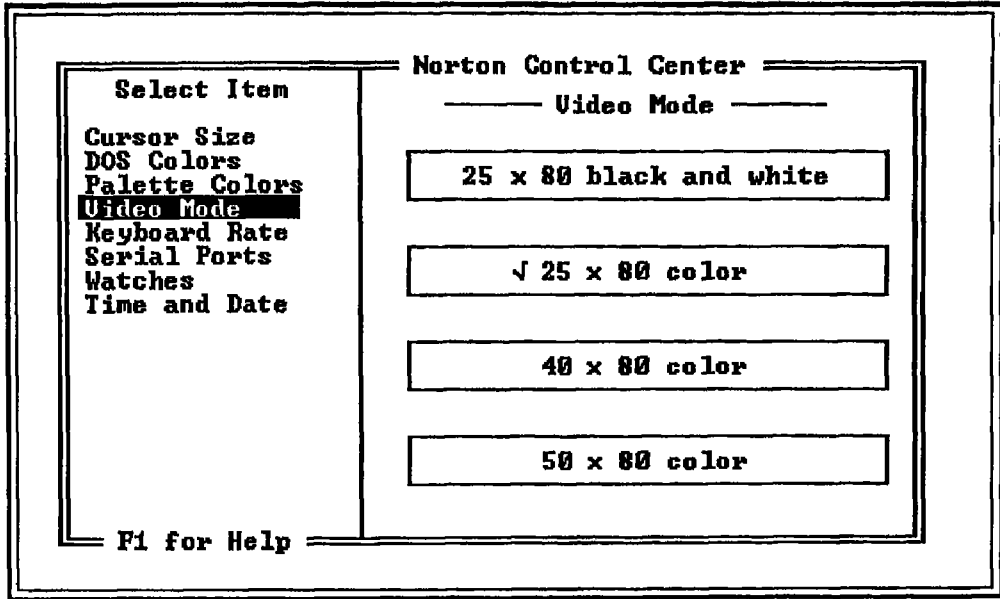 Norton Control Center
Select Item
Cursor Size
DOS Colors
Palette Colors
Video Mode
Keyboard Rate
Serial Ports
Watches
Time and Date
Video Mode
25 x 80 black and white
√ 25 x 80 color
40 x 80 color
50 x 80 color
F1 for Help